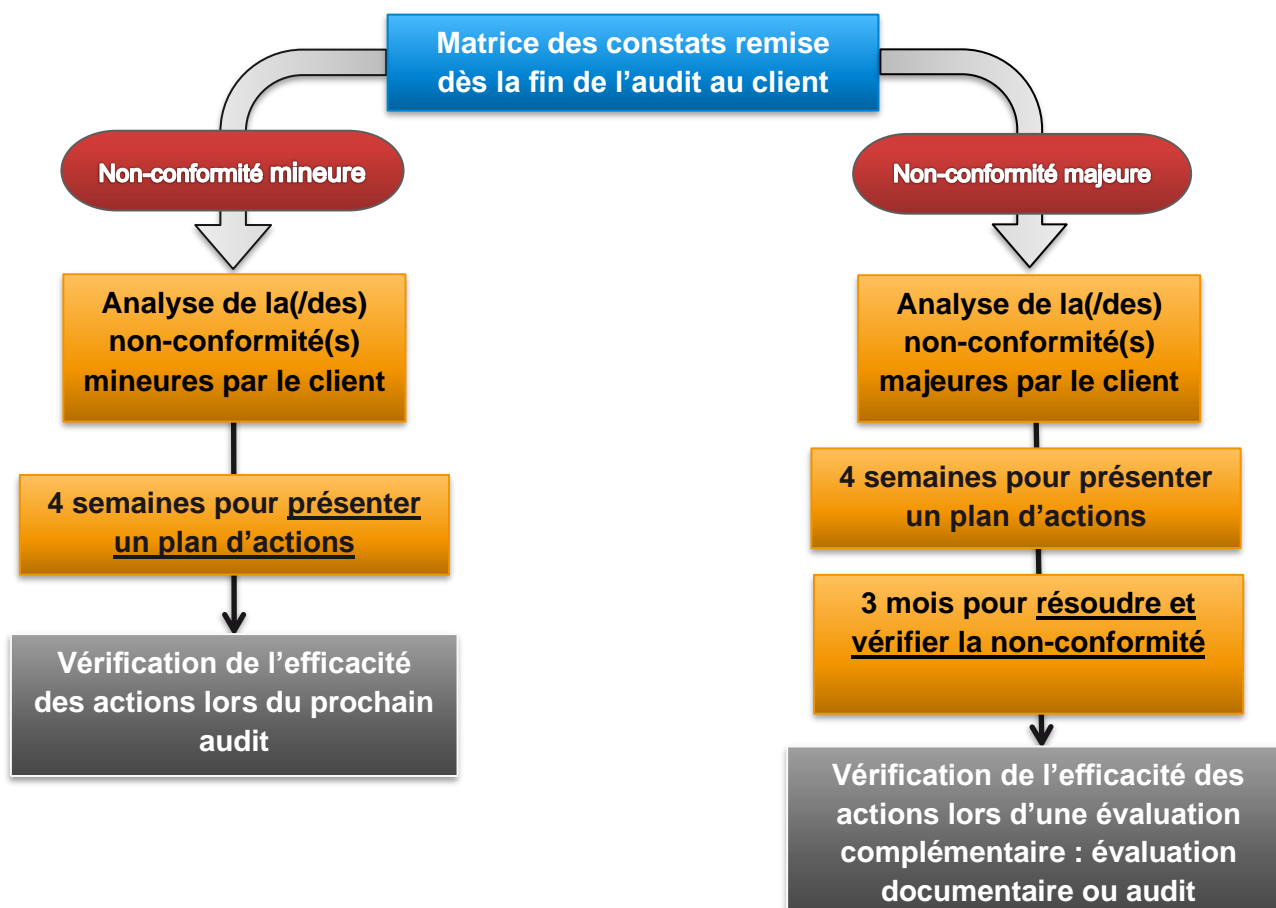 Matrice des constats remise
dès la fin de l’audit au client
Non-conformité mineure
Analyse de la(/des)
non-conformité(s)
mineures par le client
4 semaines pour présenter
un plan d’actions
Vérification de l’efficacité
des actions lors du prochain
audit
Non-conformité majeure
Analyse de la(/des)
non-conformité(s)
majeures par le client
4 semaines pour présenter
un plan d’actions
3 mois pour résoudre et
vérifier la non-conformité
Vérification de l’efficacité des
actions lors d’une évaluation
complémentaire : évaluation
documentaire ou audit